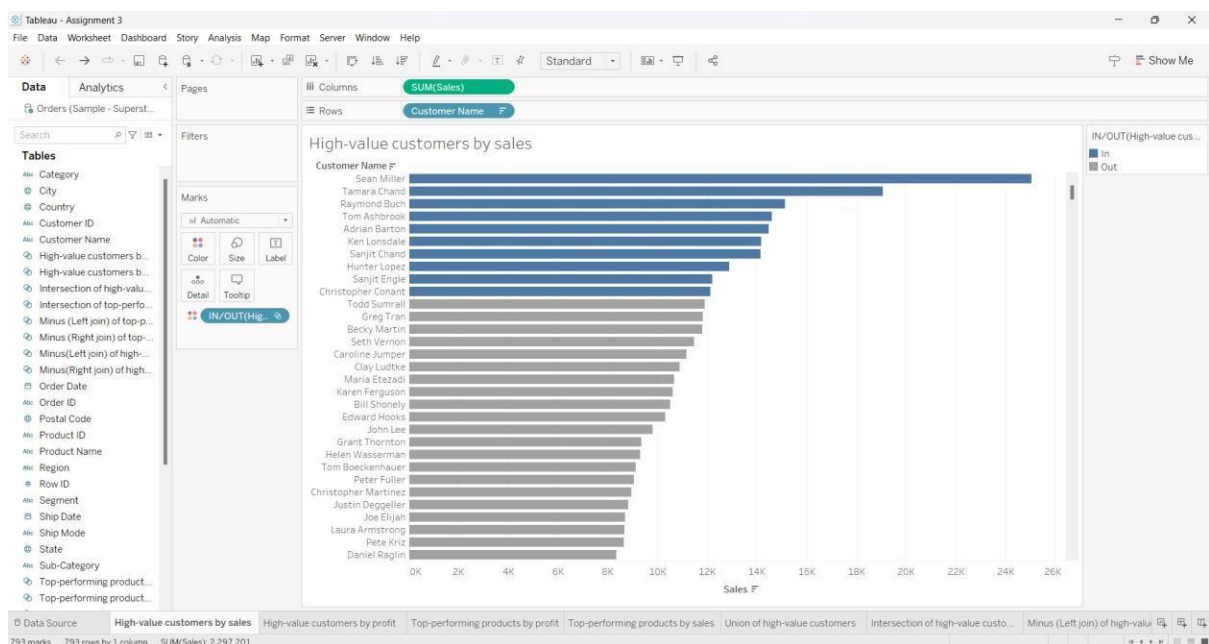 Tableau - Assignment 3
File Data Worksheet Dashboard Story Analysis Map Format Server Window Help
Standard
Show Me
Data Analytics
Orders (Sample - Superst...
Search
Tables
Category
City
Country
Customer ID
Customer Name
High-value customers b...
High-value customers b...
Intersection of high-valu...
Intersection of top-perfo...
Minus (Left join) of top-p...
Minus (Right join) of top-...
Minus(Left join) of high-...
Minus(Right join) of high...
Order Date
Order ID
Postal Code
Product ID
Product Name
Region
Row ID
Segment
Ship Date
Ship Mode
State
Sub-Category
Top-performing product...
Top-performing product...
Pages
Filters
Marks
Automatic
Color Size Label
Detail Tooltip
IN/OUT(Hig..
Columns SUM(Sales)
Rows Customer Name
High-value customers by sales
Customer Name
Sean Miller
Tamara Chand
Raymond Buch
Tom Ashbrook
Adrian Barton
Ken Lonsdale
Sanjit Chand
Hunter Lopez
Sanjit Engle
Christopher Conant
Todd Sumrall
Greg Tran
Becky Martin
Seth Vernon
Caroline Jumper
Clay Ludtke
Maria Etezadi
Karen Ferguson
Bill Shonely
Edward Hooks
John Lee
Grant Thornton
Helen Wasserman
Tom Boeckenhauer
Peter Fuller
Christopher Martinez
Justin Deggeller
Joe Elijah
Laura Armstrong
Pete Kriz
Daniel Raglin
0K 2K 4K 6K 8K 10K 12K 14K 16K 18K 20K 22K 24K 26K
Sales
IN/OUT(High-value cus...
In
Out
Data Source High-value customers by sales High-value customers by profit Top-performing products by profit Top-performing products by sales Union of high-value customers Intersection of high-value custo... Minus (Left join) of high-valu
793 marks 793 rows by 1 column SUM(Sales): 2,297,201